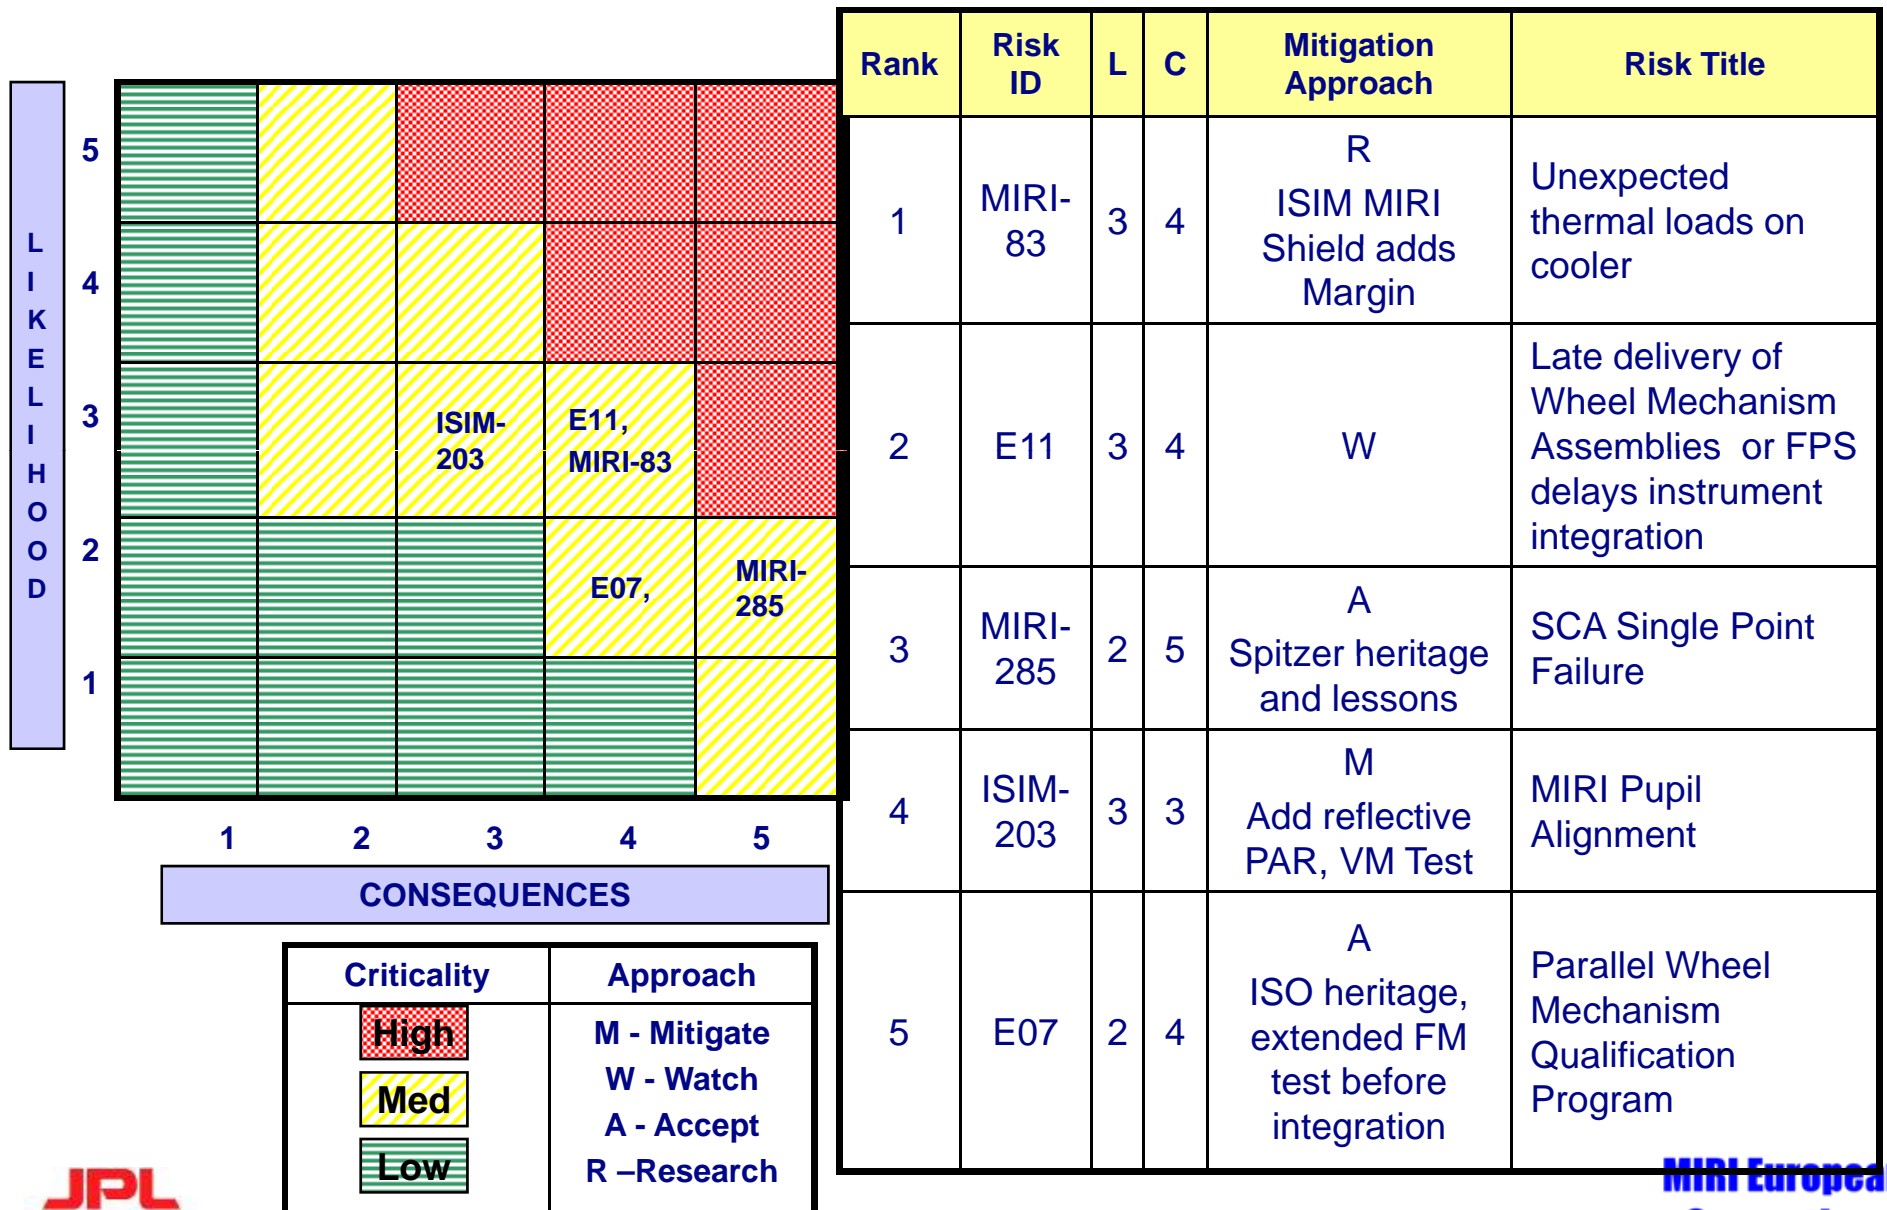 LIKELIHOOD
5
4
3
2
1
ISIM-
203
E11,
MIRI-83
E07,
MIRI-
285
1 2 3 4 5
CONSEQUENCES
Criticality Approach
High
Med
Low
M - Mitigate
W - Watch
A - Accept
R –Research
JPL
Rank Risk ID L C Mitigation Approach Risk Title
1
MIRI-
83
3
4
R
ISIM MIRI
Shield adds
Margin
Unexpected
thermal loads on
cooler
2
E11
3
4
W
Late delivery of
Wheel Mechanism
Assemblies or FPS
delays instrument
integration
3
MIRI-
285
2
5
A
Spitzer heritage
and lessons
SCA Single Point
Failure
4
ISIM-
203
3
3
M
Add reflective
PAR, VM Test
MIRI Pupil
Alignment
5
E07
2
4
A
ISO heritage,
extended FM
test before
integration
Parallel Wheel
Mechanism
Qualification
Program
MIRI Europea